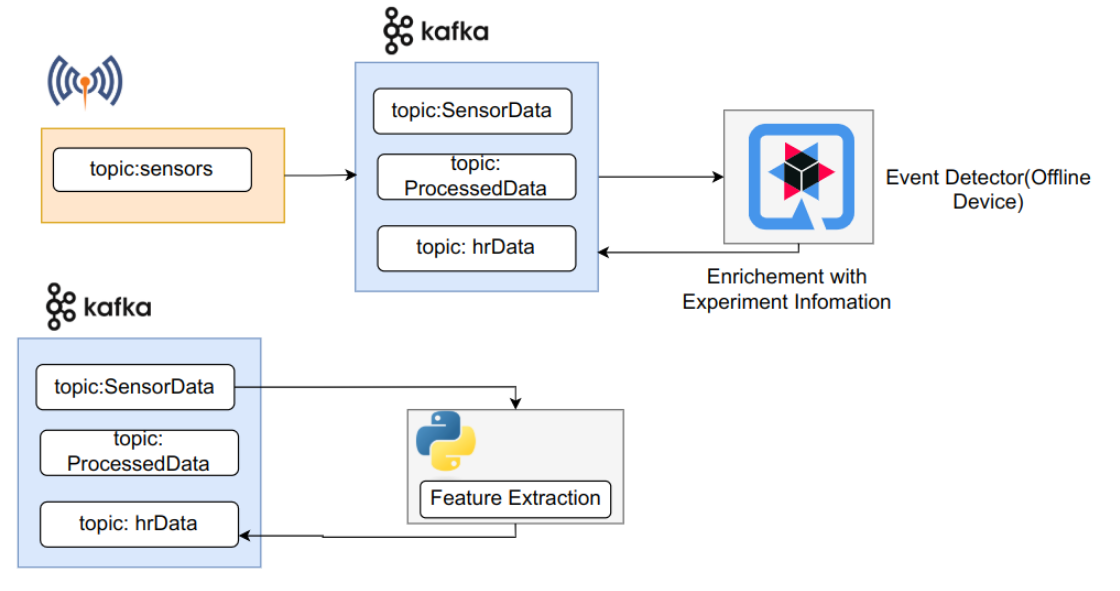 kafka
topic:SensorData
topic:sensors
topic:
ProcessedData
Event Detector(Offline
Device)
topic: hrData
Enrichement with
Experiment Infomation
kafka
topic:SensorData
topic:
ProcessedData
Feature Extraction
topic: hrData